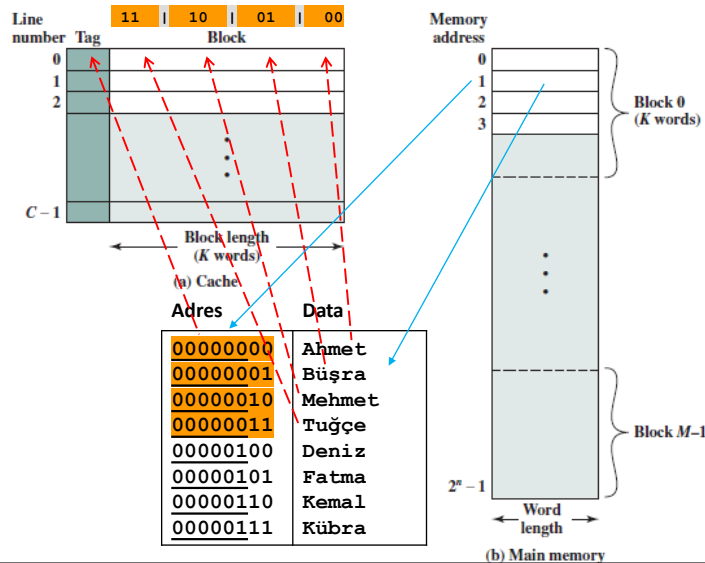 11 | 10 | 01 | 00
Line number Tag Block
0
1
2
C – 1
Block length
(K words)
(a) Cache
Memory address
0
1
2
3
Block 0
(K words)
Block M–1
2ⁿ – 1
Word length
(b) Main memory
Adres Data
00000000 Ahmet
00000001 Büşra
00000010 Mehmet
00000011 Tuğçe
00000100 Deniz
00000101 Fatma
00000110 Kemal
00000111 Kübra